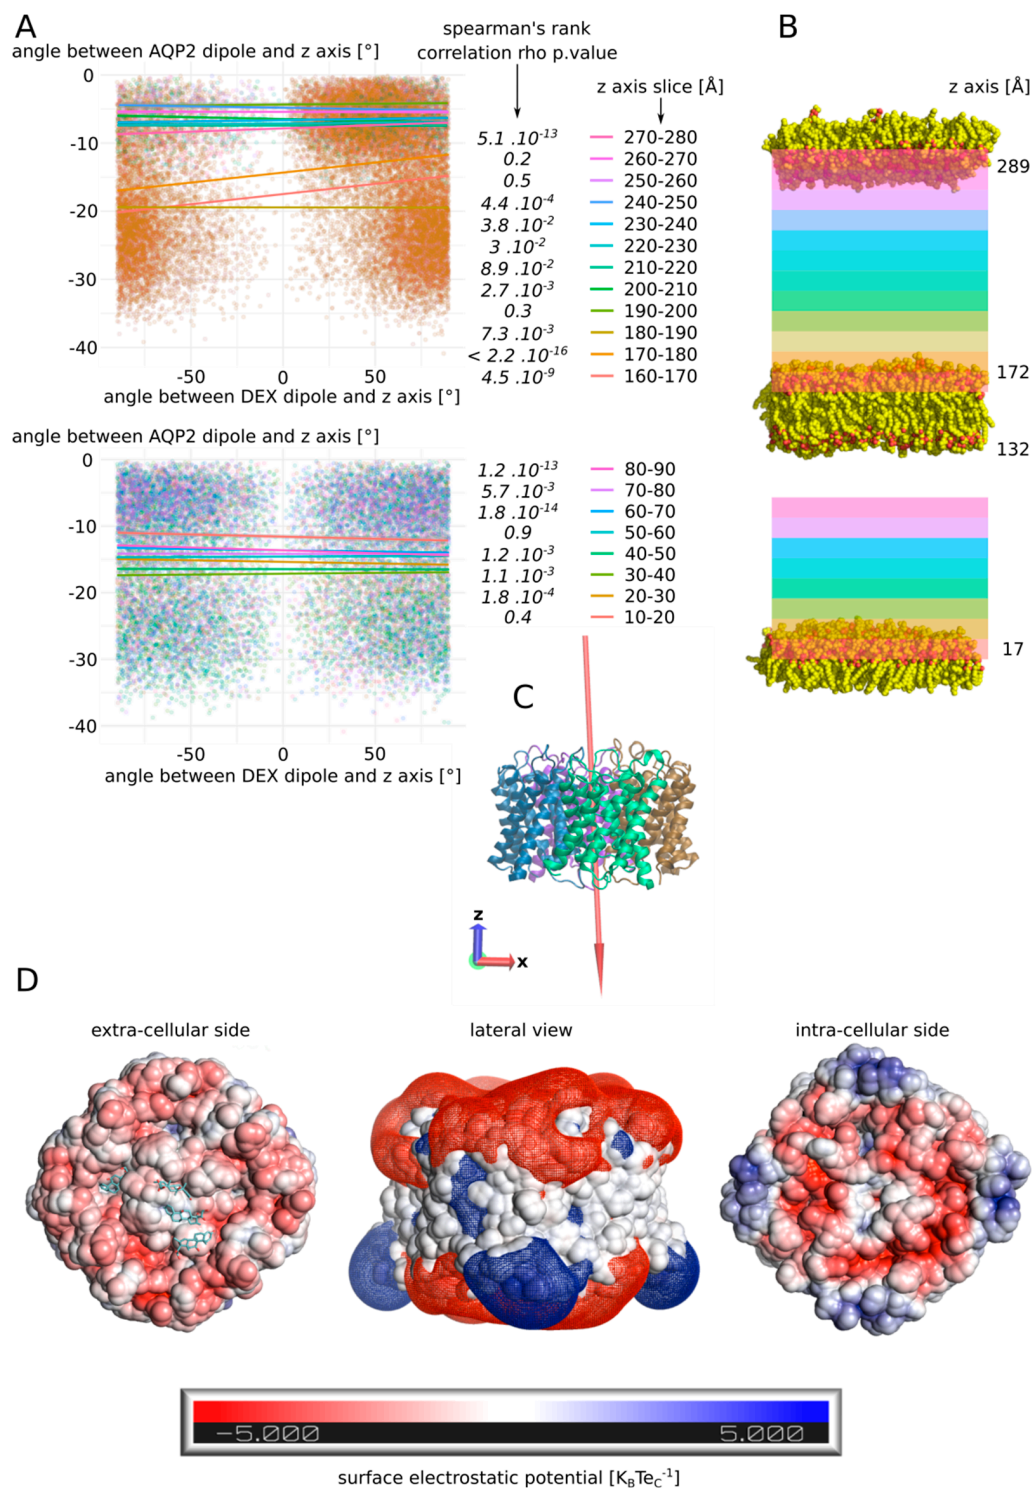 A
B
spearman's rank
correlation rho p.value
angle between AQP2 dipole and z axis [°]
z axis slice [Å]
z axis [Å]
0
-10
-20
-30
-40
-50
0
50
angle between DEX dipole and z axis [°]
5.1 .10⁻¹³ 270-280
0.2 260-270
0.5 250-260
4.4 .10⁻⁴ 240-250
3.8 .10⁻² 230-240
3 .10⁻² 220-230
8.9 .10⁻² 210-220
2.7 .10⁻³ 200-210
0.3 190-200
7.3 .10⁻³ 180-190
< 2.2 .10⁻¹⁶ 170-180
4.5 .10⁻⁹ 160-170
289
172
132
17
angle between AQP2 dipole and z axis [°]
0
-10
-20
-30
-40
-50
0
50
angle between DEX dipole and z axis [°]
1.2 .10⁻¹³ 80-90
5.7 .10⁻³ 70-80
1.8 .10⁻¹⁴ 60-70
0.9 50-60
1.2 .10⁻³ 40-50
1.1 .10⁻³ 30-40
1.8 .10⁻⁴ 20-30
0.4 10-20
C
z
x
D
extra-cellular side
lateral view
intra-cellular side
-5.000
5.000
surface electrostatic potential [K_BTe_C⁻¹]